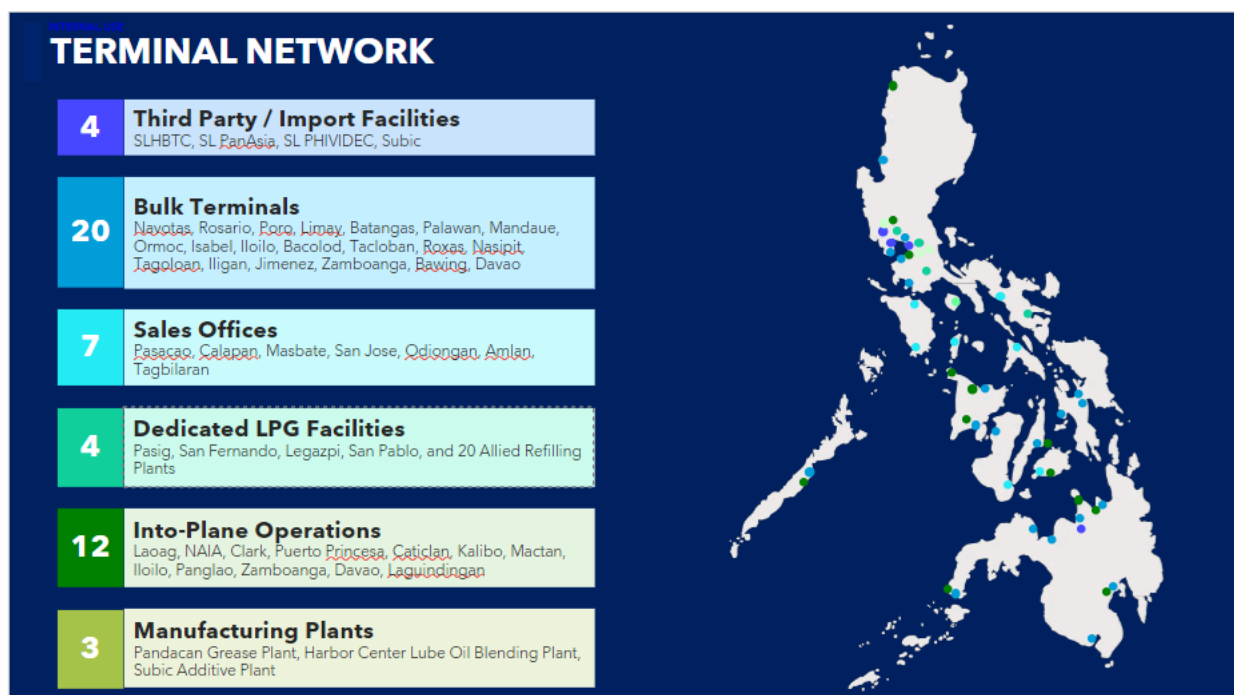 INTERNAL USE
TERMINAL NETWORK
4
Third Party / Import Facilities
SLHBTC, SL PanAsia, SL PHIVIDEC, Subic
20
Bulk Terminals
Navotas, Rosario, Poro, Limay, Batangas, Palawan, Mandaue,
Ormoc, Isabel, Iloilo, Bacolod, Tacloban, Roxas, Nasipit,
Tagoloan, Iligan, Jimenez, Zamboanga, Bawing, Davao
7
Sales Offices
Pasacao, Calapan, Masbate, San Jose, Odiongan, Amlan,
Tagbilaran
4
Dedicated LPG Facilities
Pasig, San Fernando, Legazpi, San Pablo, and 20 Allied Refilling
Plants
12
Into-Plane Operations
Laoag, NAIA, Clark, Puerto Princesa, Caticlan, Kalibo, Mactan,
Iloilo, Panglao, Zamboanga, Davao, Laguindingan
3
Manufacturing Plants
Pandacan Grease Plant, Harbor Center Lube Oil Blending Plant,
Subic Additive Plant